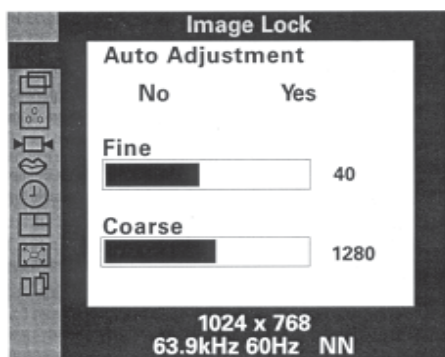 Image Lock
Auto Adjustment
No Yes
Fine
40
Coarse
1280
1024 x 768
63.9kHz 60Hz NN